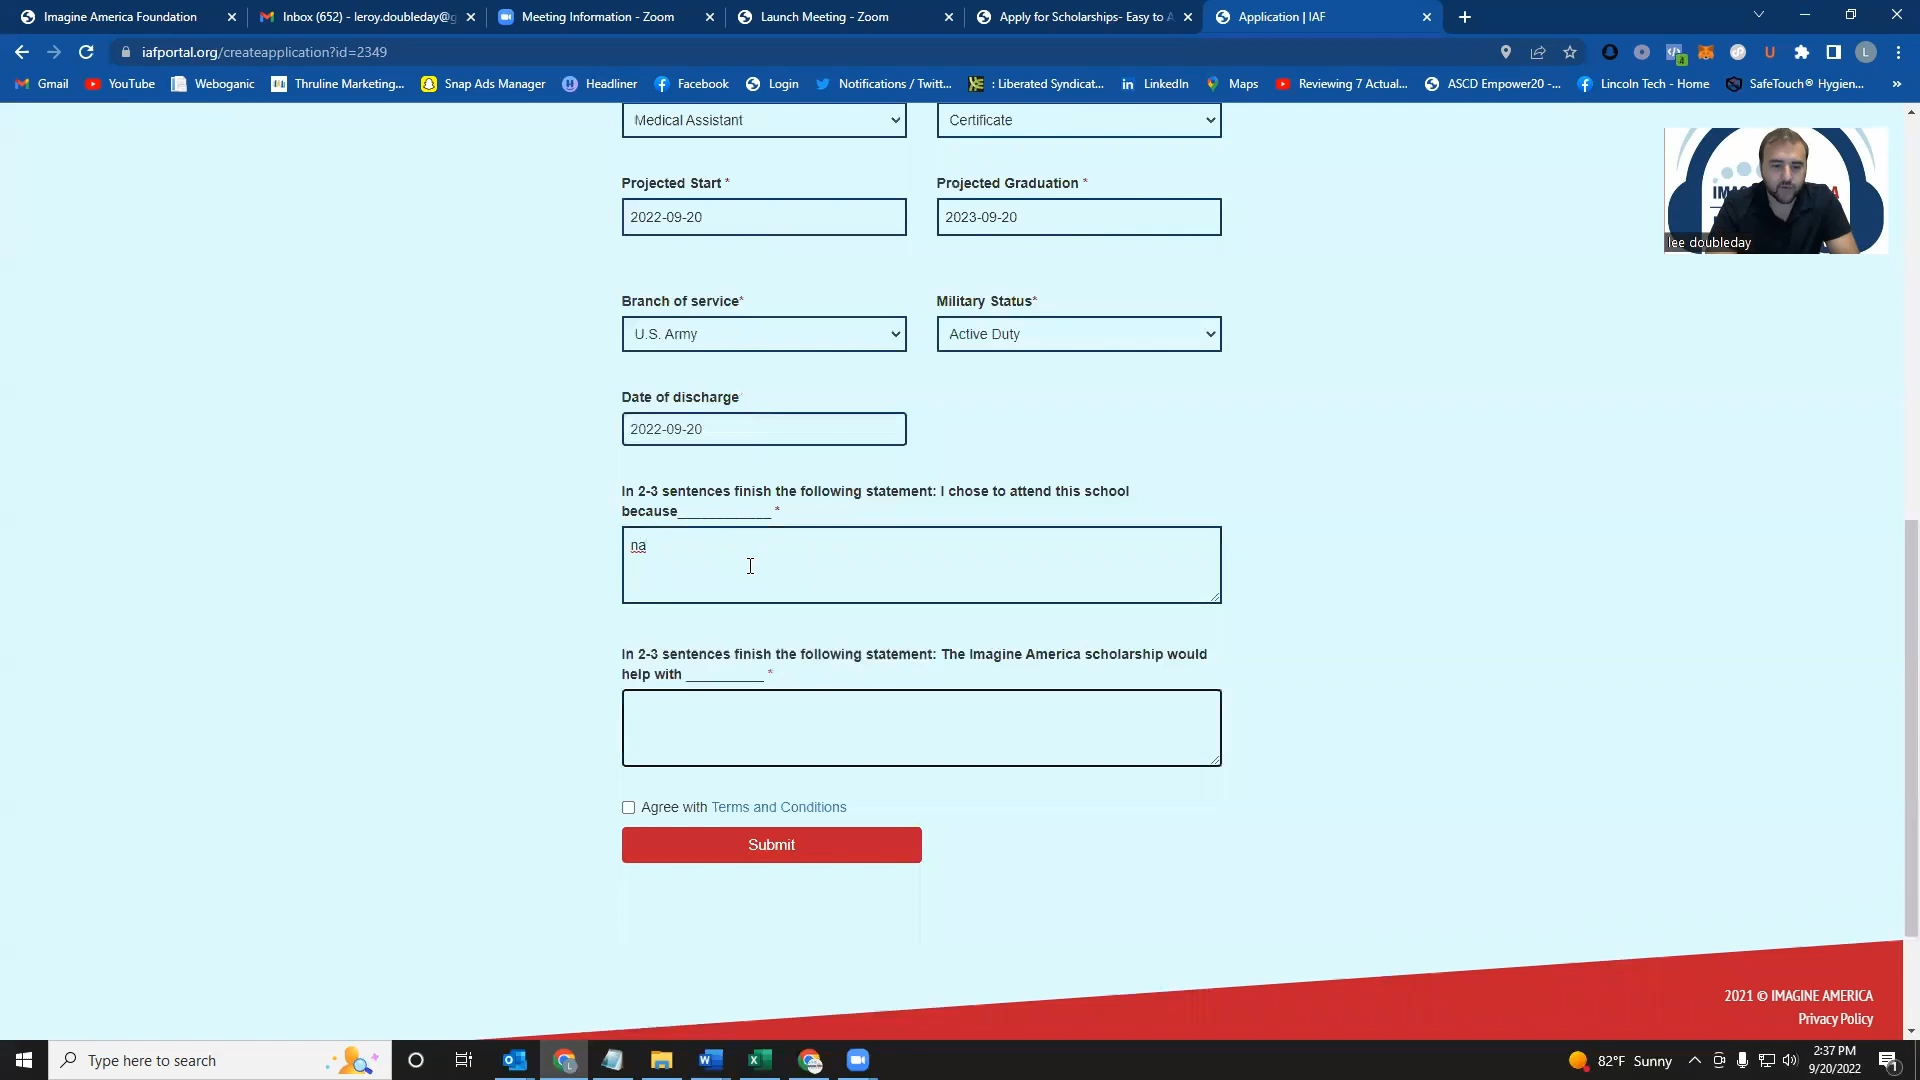 Imagine America Foundation
Inbox (652) - leroy.doubleday@g
Meeting Information - Zoom
Launch Meeting - Zoom
Apply for Scholarships- Easy to A
Application | IAF
iafportal.org/createapplication?id=2349
4
L
Gmail
YouTube
Weboganic
Thruline Marketing...
Snap Ads Manager
Headliner
Facebook
Login
Notifications / Twitt...
: Liberated Syndicat...
LinkedIn
Maps
Reviewing 7 Actual...
ASCD Empower20 -...
Lincoln Tech - Home
SafeTouch® Hygien...
»
Medical Assistant
Certificate
Projected Start *
Projected Graduation *
2022-09-20
2023-09-20
Branch of service*
Military Status*
U.S. Army
Active Duty
Date of discharge
2022-09-20
In 2-3 sentences finish the following statement: I chose to attend this school
because____________ *
na
In 2-3 sentences finish the following statement: The Imagine America scholarship would
help with __________ *
Agree with Terms and Conditions
Submit
lee doubleday
2021 © IMAGINE AMERICA
Privacy Policy
Type here to search
82°F Sunny
2:37 PM
9/20/2022
1